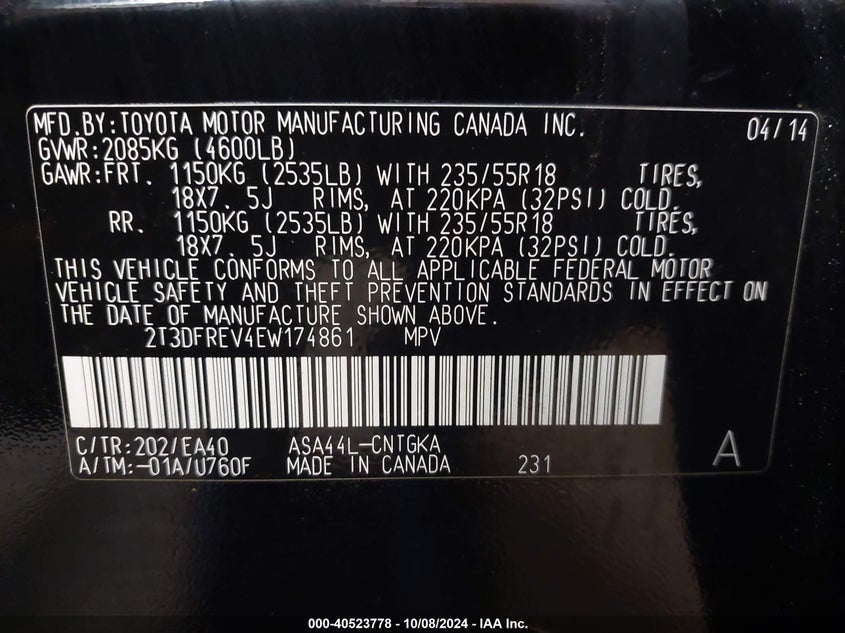 MFD.BY:TOYOTA MOTOR MANUFACTURING CANADA INC. 04/14
GVWR:2085KG (4600LB)
GAWR:FRT. 1150KG (2535LB) WITH 235/55R18 TIRES,
18X7. 5J RIMS, AT 220KPA (32PSI) COLD.
RR. 1150KG (2535LB) WITH 235/55R18 TIRES,
18X7. 5J RIMS, AT 220KPA (32PSI) COLD.
THIS VEHICLE CONFORMS TO ALL APPLICABLE FEDERAL MOTOR
VEHICLE SAFETY AND THEFT PREVENTION STANDARDS IN EFFECT ON
THE DATE OF MANUFACTURE SHOWN ABOVE.
2T3DFREV4EW174861 MPV
C/TR:202/EA40 ASA44L-CNTGKA
A/TM:-01A/U760F MADE IN CANADA 231 A
000-40523778 - 10/08/2024 - IAA Inc.